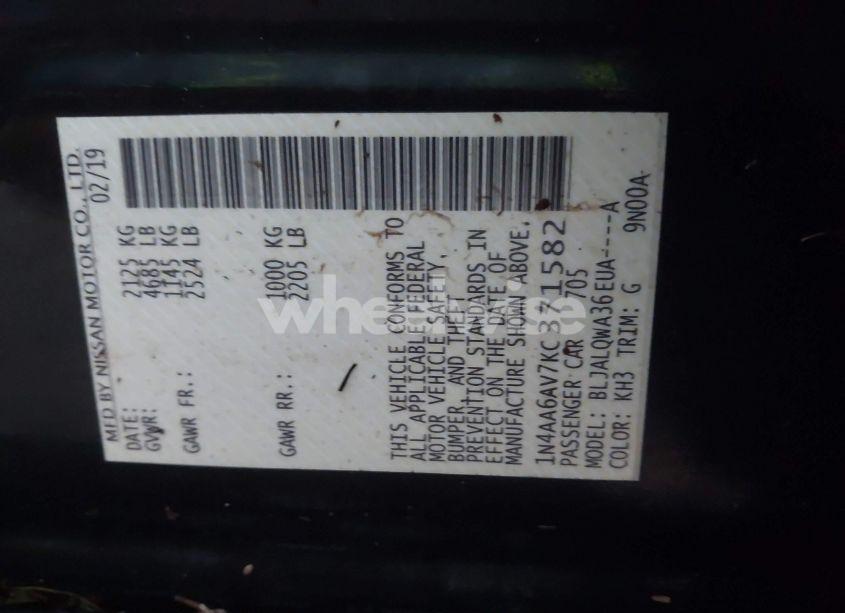 MFD BY NISSAN MOTOR CO., LTD.
DATE: 02/19
GVWR: 2125 KG
4685 LB
GAWR FR.: 1145 KG
2524 LB
GAWR RR.: 1000 KG
2205 LB
THIS VEHICLE CONFORMS TO
ALL APPLICABLE FEDERAL
MOTOR VEHICLE SAFETY,
BUMPER, AND THEFT
PREVENTION STANDARDS IN
EFFECT ON THE DATE OF
MANUFACTURE SHOWN ABOVE.
1N4AA6AV7KC371582
PASSENGER CAR 705
MODEL: BLJALQWA36EUA----A
COLOR: KH3 TRIM: G 9N00A